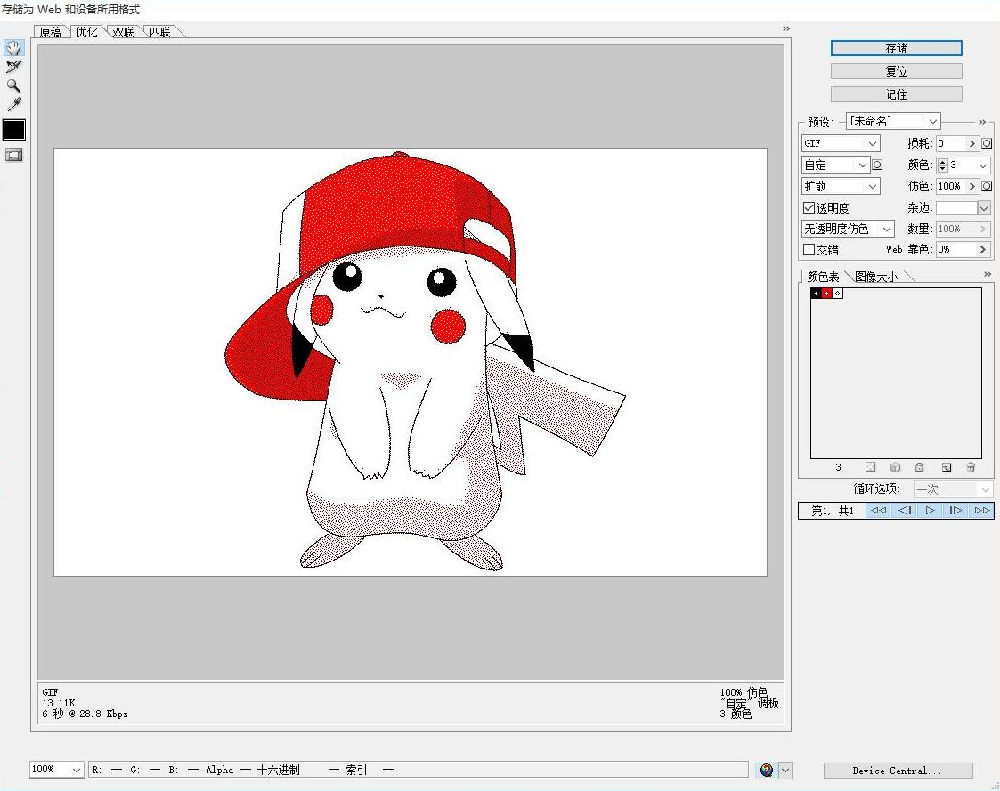 存储为 Web 和设备所用格式
原稿 优化 双联 四联
存储
复位
记住
预设: [未命名]
GIF 损耗: 0
自定 颜色: 3
扩散 仿色: 100%
透明度 杂边:
无透明度仿色 数量: 100%
交错 Web 靠色: 0%
颜色表 图像大小
3
循环选项: 一次
第1, 共1
GIF
13.11K
6 秒 @ 28.8 Kbps
100% 仿色
"自定" 调板
3 颜色
100% R: — G: — B: — Alpha — 十六进制 — 索引: —
Device Central...